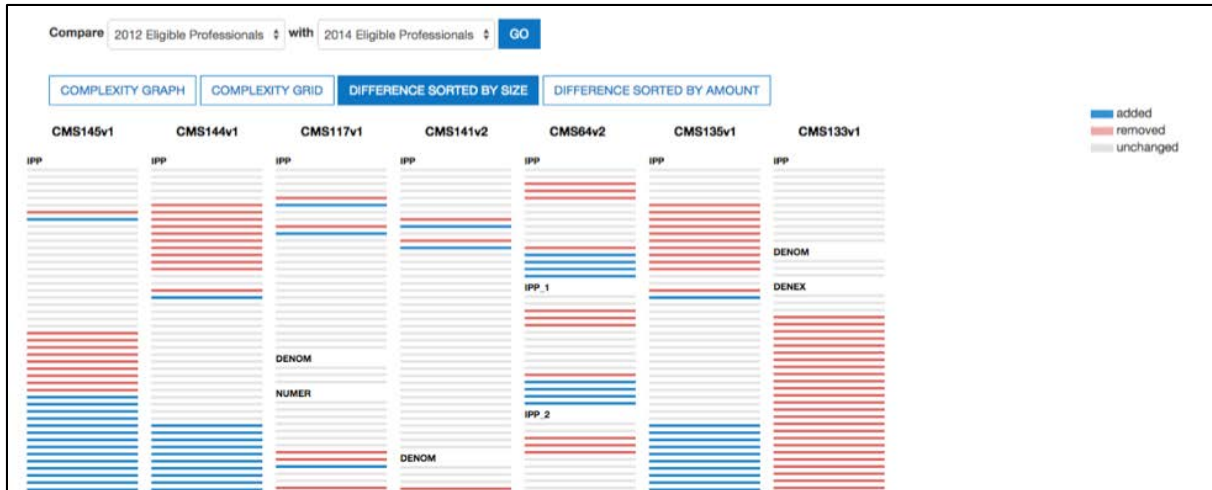 Compare 2012 Eligible Professionals with 2014 Eligible Professionals GO
COMPLEXITY GRAPH COMPLEXITY GRID DIFFERENCE SORTED BY SIZE DIFFERENCE SORTED BY AMOUNT
added
removed
unchanged
CMS145v1 CMS144v1 CMS117v1 CMS141v2 CMS64v2 CMS135v1 CMS133v1
IPP IPP IPP IPP IPP IPP IPP
DENOM
IPP_1 DENEX
DENOM
NUMER
IPP_2
DENOM